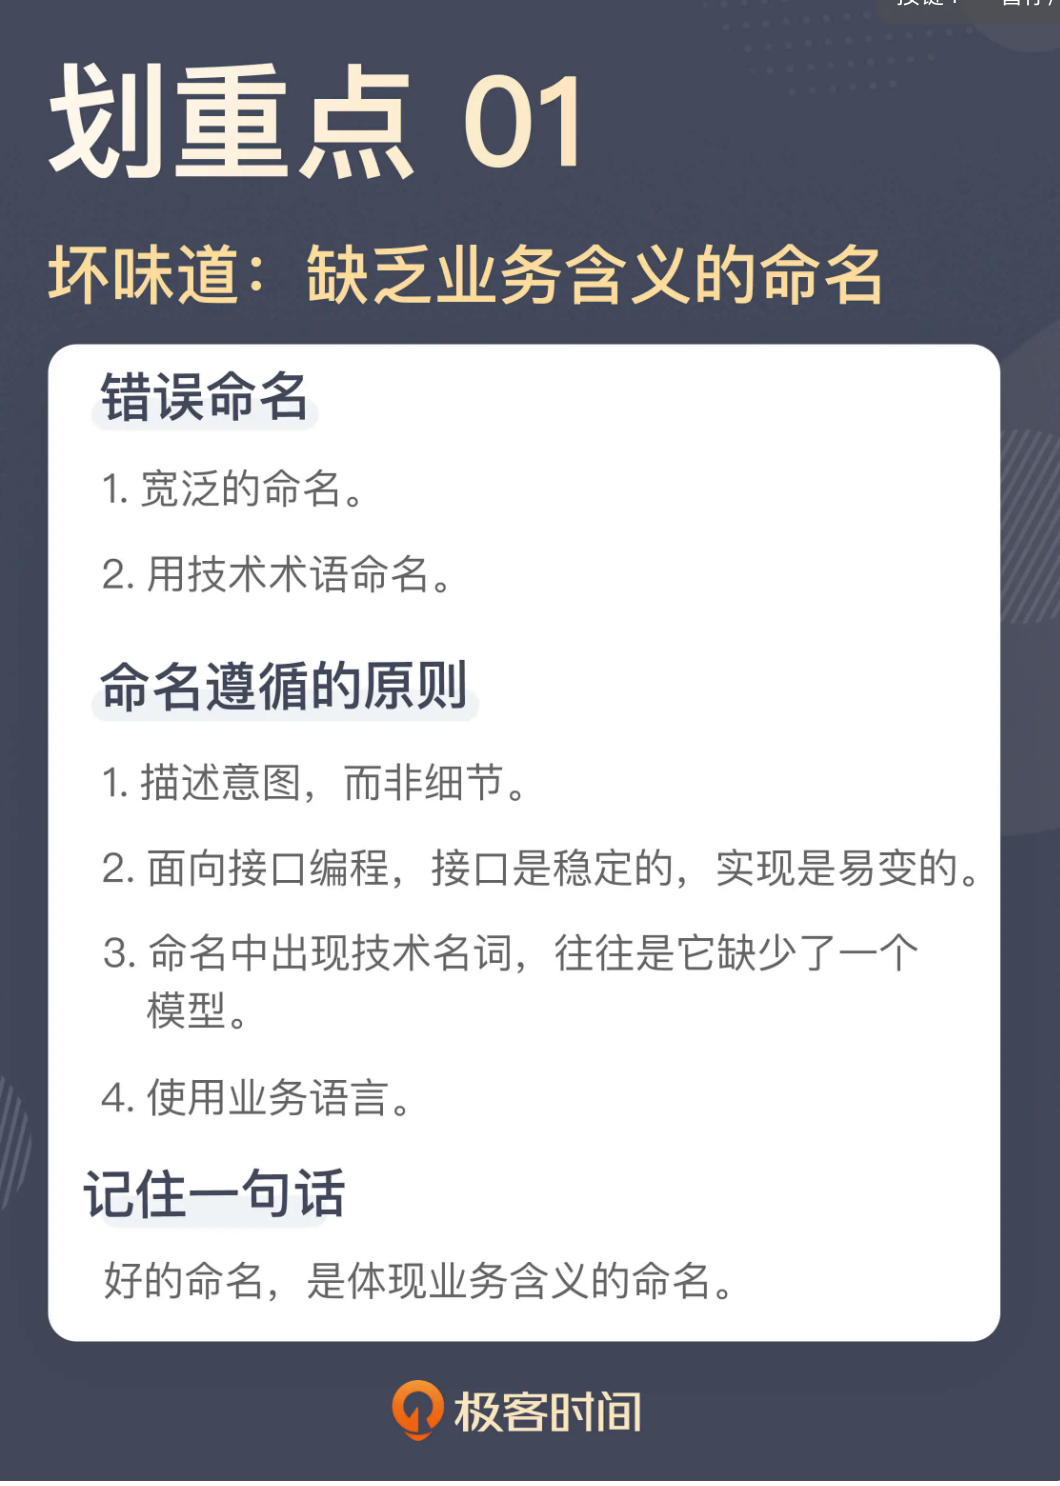 划重点 01
坏味道：缺乏业务含义的命名
错误命名
1. 宽泛的命名。
2. 用技术术语命名。
命名遵循的原则
1. 描述意图，而非细节。
2. 面向接口编程，接口是稳定的，实现是易变的。
3. 命名中出现技术名词，往往是它缺少了一个
模型。
4. 使用业务语言。
记住一句话
好的命名，是体现业务含义的命名。
极客时间